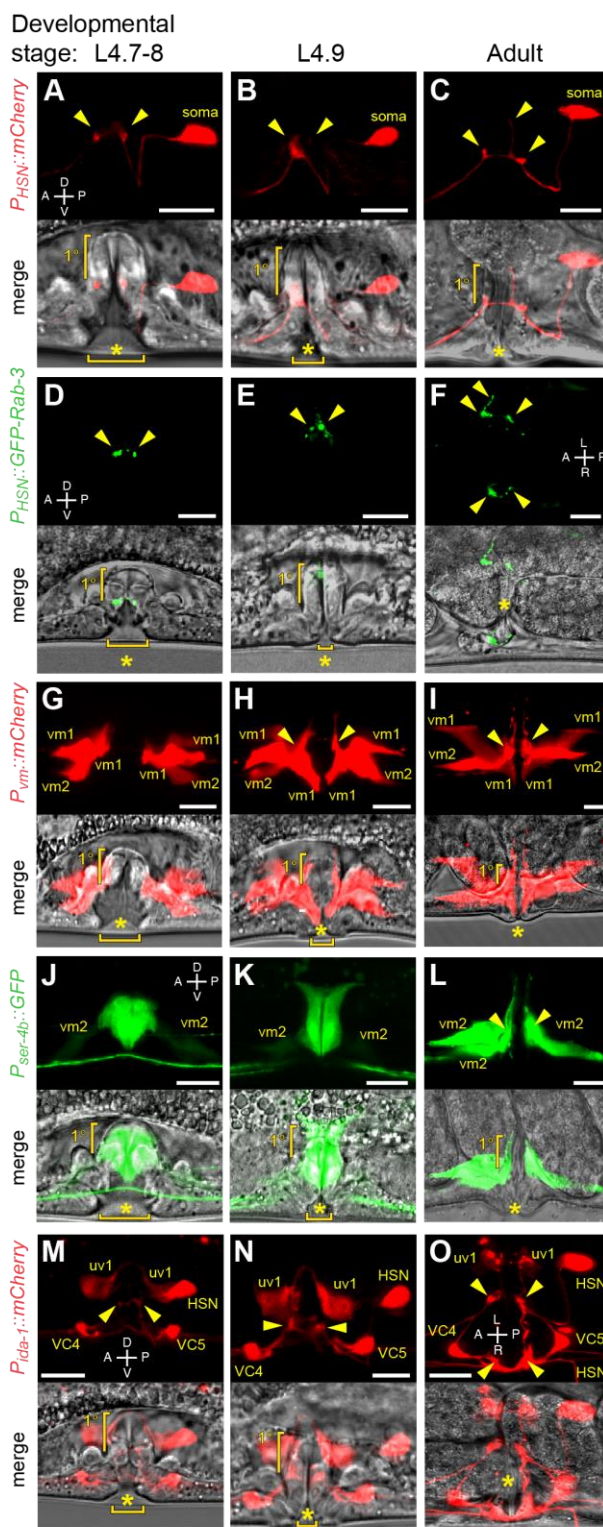 Developmental
stage: L4.7-8 L4.9 Adult
P_HSN::mCherry
A
soma
D
A P
V
B
soma
C
soma
merge
1°
*
1°
*
1°
*
P_HSN::GFP-Rab-3
D
D
A P
V
E
F
L
A P
R
merge
1°
*
1°
*
*
P_vm::mCherry
G
vm1
vm1
vm1
vm2
vm2
H
vm1
vm1
vm2
vm2
vm1
vm1
I
vm1
vm1
vm2
vm2
vm1
vm1
merge
1°
*
1°
*
1°
*
P_ser-4b::GFP
J
D
A P
V
vm2
vm2
K
vm2
vm2
L
vm2
vm2
vm2
merge
1°
*
1°
*
1°
*
P_ida-1::mCherry
M
uv1
uv1
HSN
VC4
VC5
D
A P
V
N
uv1
uv1
HSN
VC4
VC5
O
uv1
HSN
VC4
VC5
L
A P
R
HSN
merge
1°
*
1°
*
*